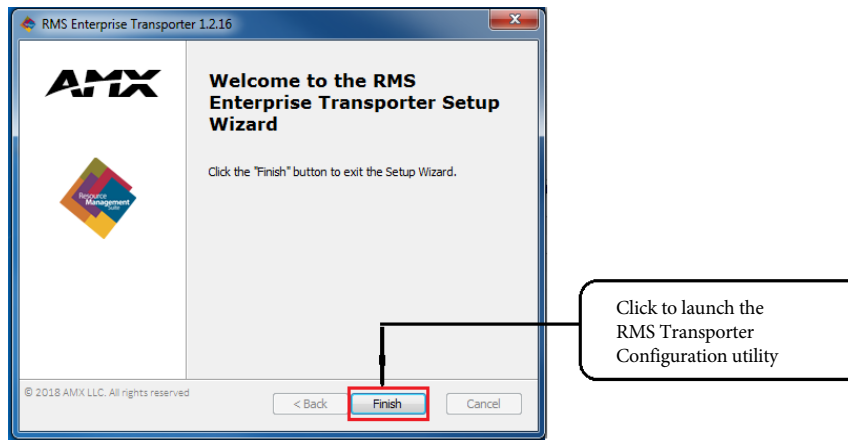 RMS Enterprise Transporter 1.2.16
AMX
Welcome to the RMS
Enterprise Transporter Setup
Wizard
Click the "Finish" button to exit the Setup Wizard.
Resource
Management
Suite
Click to launch the
RMS Transporter
Configuration utility
© 2018 AMX LLC. All rights reserved
< Back
Finish
Cancel